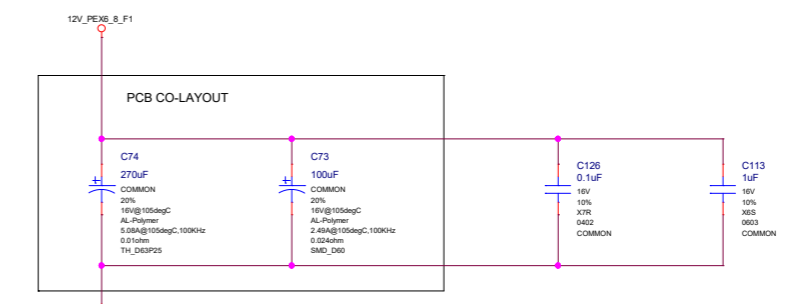 12V_PEX6_8_F1
PCB CO-LAYOUT
C74
270uF
COMMON
20%
16V@105degC
AL-Polymer
5.08A@105degC,100KHz
0.01ohm
TH_D63P25
C73
100uF
COMMON
20%
16V@105degC
AL-Polymer
2.49A@105degC,100KHz
0.024ohm
SMD_D60
C126
0.1uF
16V
10%
X7R
0402
COMMON
C113
1uF
16V
10%
X6S
0603
COMMON